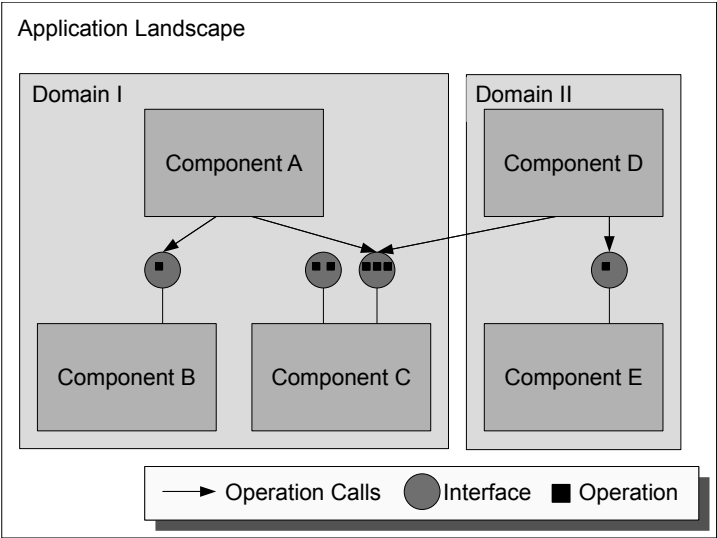 Application Landscape
Domain I
Domain II
Component A
Component D
Component B
Component C
Component E
Operation Calls
Interface
Operation